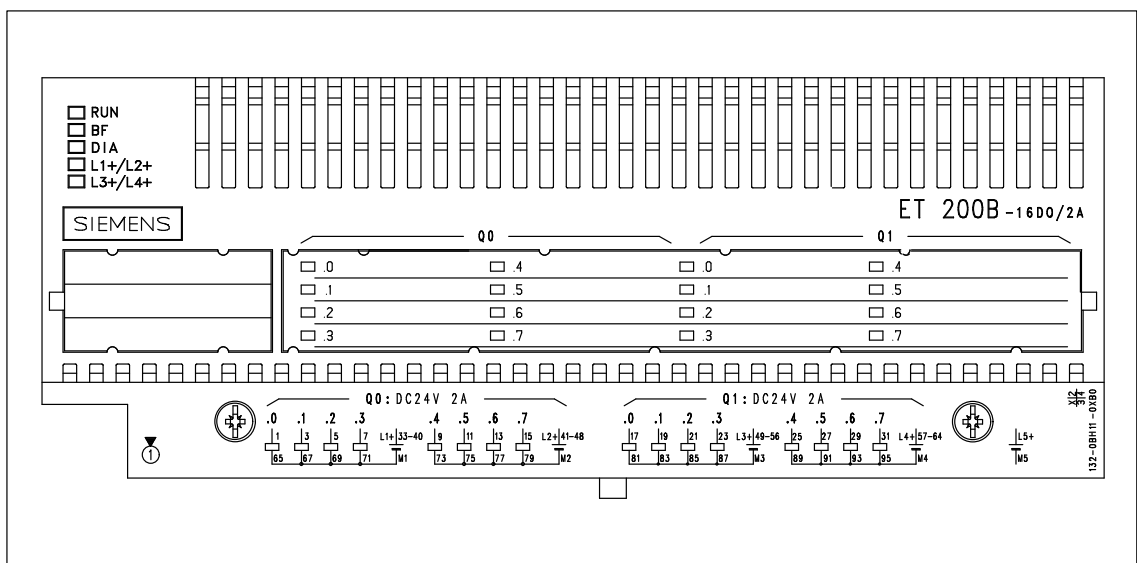 RUN
BF
DIA
L1+/L2+
L3+/L4+
SIEMENS
ET 200B -16DO/2A
Q0 Q1
.0 .4 .0 .4
.1 .5 .1 .5
.2 .6 .2 .6
.3 .7 .3 .7
Q0:DC24V 2A Q1:DC24V 2A
.0 .1 .2 .3 .4 .5 .6 .7 .0 .1 .2 .3 .4 .5 .6 .7
1 3 5 7 L1+ 33-40 9 11 13 15 L2+ 41-48 17 19 21 23 L3+ 49-56 25 27 29 31 L4+ 57-64 L5+
65 67 69 71 M1 73 75 77 79 M2 81 83 85 87 M3 89 91 93 95 M4 M5
1
X 2
3 4
132-0BH11-0XB0